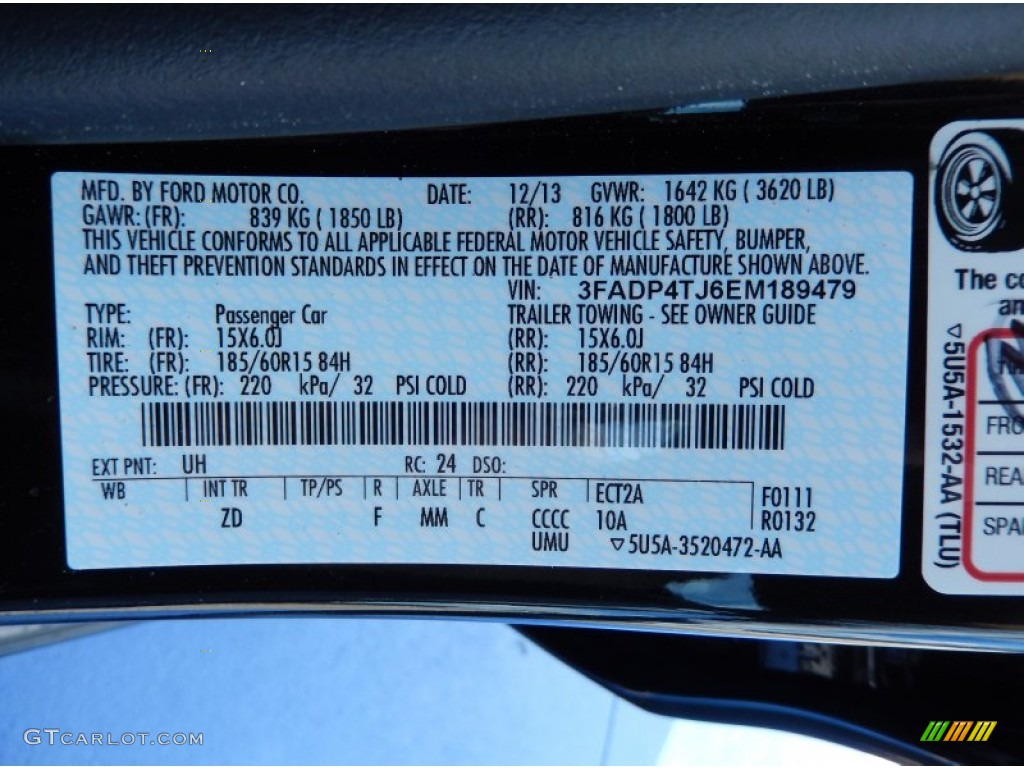 MFD. BY FORD MOTOR CO. DATE: 12/13 GVWR: 1642 KG ( 3620 LB)
GAWR: (FR): 839 KG ( 1850 LB) (RR): 816 KG ( 1800 LB)
THIS VEHICLE CONFORMS TO ALL APPLICABLE FEDERAL MOTOR VEHICLE SAFETY, BUMPER,
AND THEFT PREVENTION STANDARDS IN EFFECT ON THE DATE OF MANUFACTURE SHOWN ABOVE.
VIN: 3FADP4TJ6EM189479
TYPE: Passenger Car TRAILER TOWING - SEE OWNER GUIDE
RIM: (FR): 15X6.0J (RR): 15X6.0J
TIRE: (FR): 185/60R15 84H (RR): 185/60R15 84H
PRESSURE: (FR): 220 kPa/ 32 PSI COLD (RR): 220 kPa/ 32 PSI COLD
EXT PNT: UH RC: 24 DSO:
WB INT TR TP/PS R AXLE TR SPR ECT2A F0111
ZD F MM C CCCC 10A R0132
UMU ▽5U5A-3520472-AA
The co
an
▽5U5A-1532-AA (TLU)
FRO
REA
SPA
GTCARLOT.COM